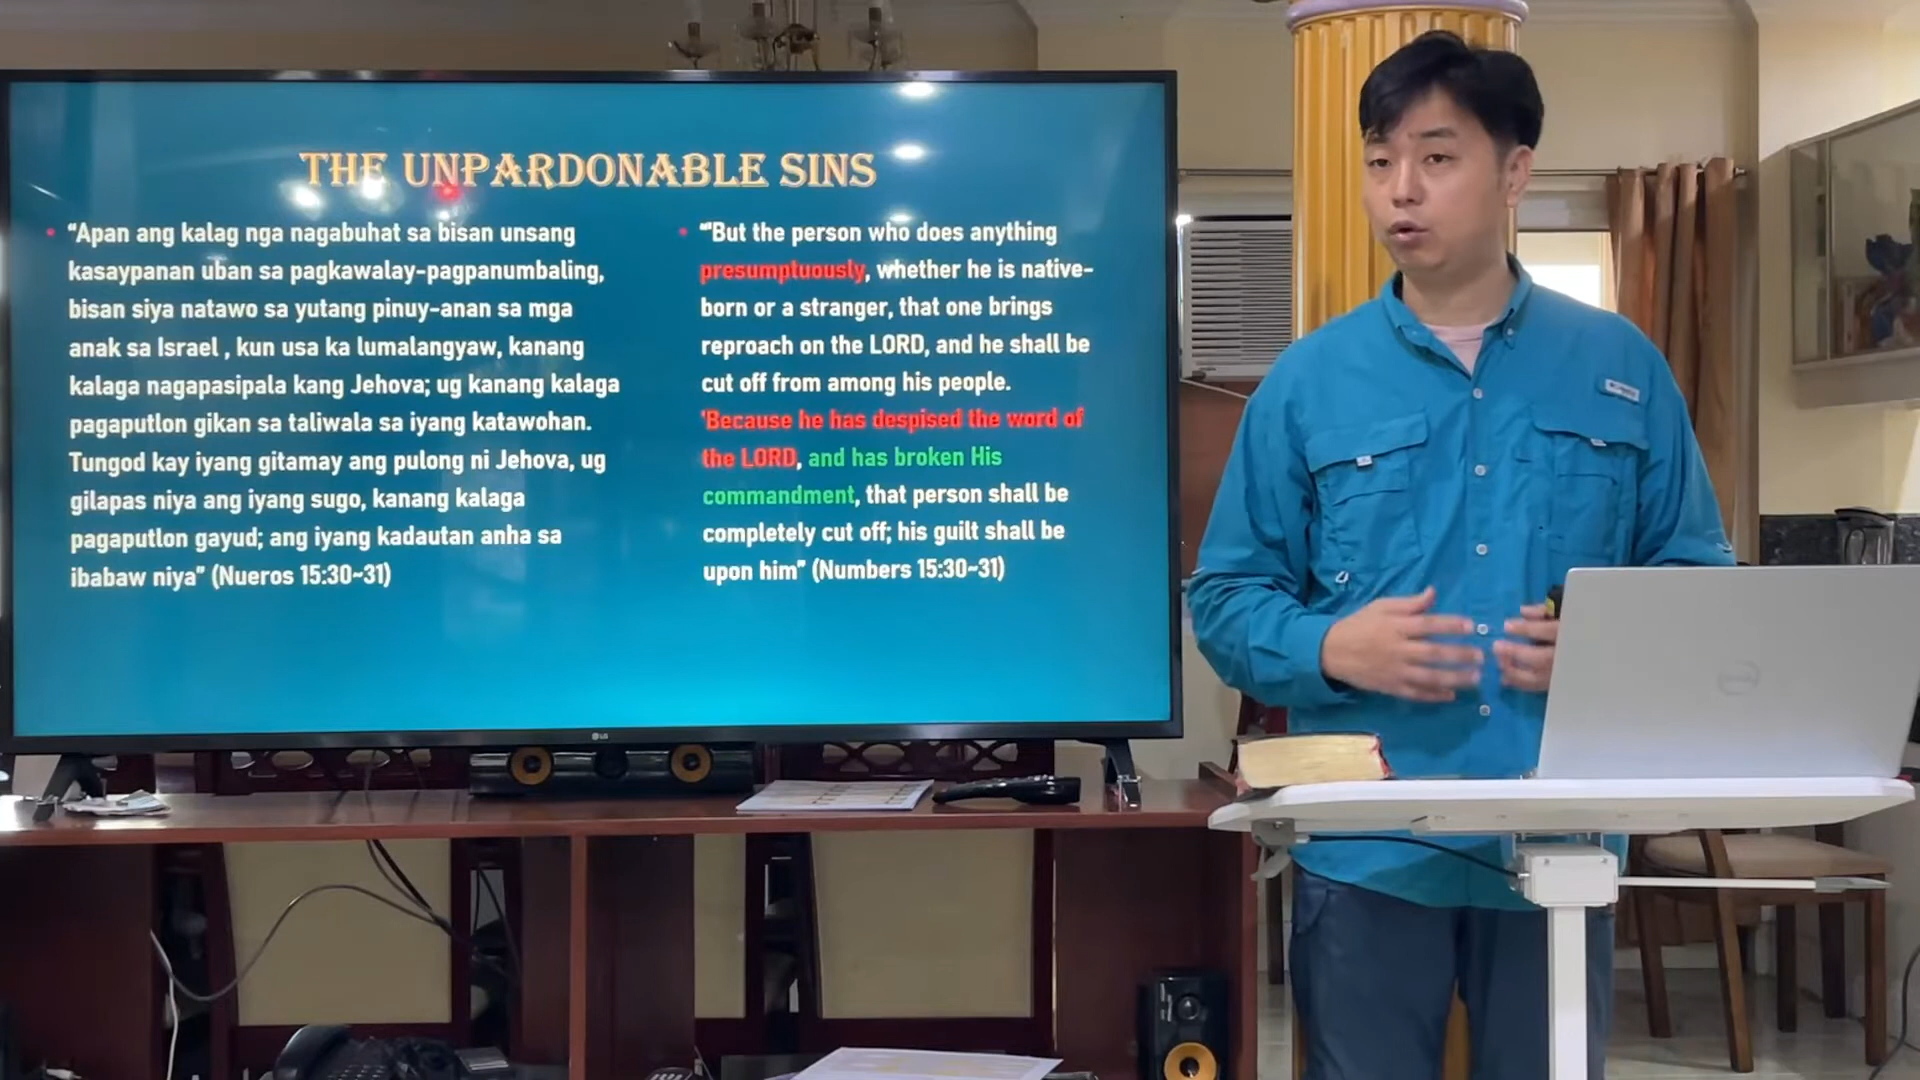 THE UNPARDONABLE SINS
• “Apan ang kalag nga nagabuhat sa bisan unsang
kasaypanan uban sa pagkawalay-pagpanumbaling,
bisan siya natawo sa yutang pinuy-anan sa mga
anak sa Israel , kun usa ka lumalangyaw, kanang
kalaga nagapasipala kang Jehova; ug kanang kalaga
pagaputlon gikan sa taliwala sa iyang katawohan.
Tungod kay iyang gitamay ang pulong ni Jehova, ug
gilapas niya ang iyang sugo, kanang kalaga
pagaputlon gayud; ang iyang kadautan anha sa
ibabaw niya” (Nueros 15:30~31)
• “‘But the person who does anything
presumptuously, whether he is native-
born or a stranger, that one brings
reproach on the LORD, and he shall be
cut off from among his people.
‘Because he has despised the word of
the LORD, and has broken His
commandment, that person shall be
completely cut off; his guilt shall be
upon him” (Numbers 15:30~31)
LG
DELL